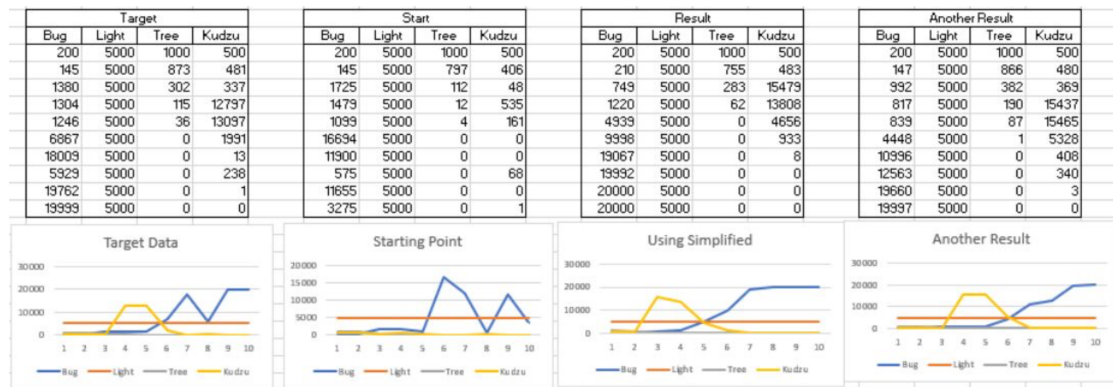 Target Start Result Another Result
Bug Light Tree Kudzu Bug Light Tree Kudzu Bug Light Tree Kudzu Bug Light Tree Kudzu
200 5000 1000 500 200 5000 1000 500 200 5000 1000 500 200 5000 1000 500
145 5000 873 481 145 5000 797 406 210 5000 755 483 147 5000 866 480
1380 5000 302 337 1725 5000 112 48 749 5000 283 15479 992 5000 382 369
1304 5000 115 12797 1479 5000 12 535 1220 5000 62 13808 817 5000 190 15437
1246 5000 36 13097 1099 5000 4 161 4939 5000 0 4656 839 5000 87 15465
6867 5000 0 1991 16694 5000 0 0 9998 5000 0 933 4448 5000 1 5328
18009 5000 0 13 11900 5000 0 0 19067 5000 0 8 10996 5000 0 408
5929 5000 0 238 575 5000 0 68 19992 5000 0 0 12563 5000 0 340
19762 5000 0 1 11655 5000 0 0 20000 5000 0 0 19660 5000 0 3
19999 5000 0 0 3275 5000 0 1 20000 5000 0 0 19997 5000 0 0
Target Data
30000
20000
10000
0
1 2 3 4 5 6 7 8 9 10
Bug Light Tree Kudzu
Starting Point
20000
15000
10000
5000
0
1 2 3 4 5 6 7 8 9 10
Bug Light Tree Kudzu
Using Simplified
30000
20000
10000
0
1 2 3 4 5 6 7 8 9 10
Bug Light Tree Kudzu
Another Result
30000
20000
10000
0
1 2 3 4 5 6 7 8 9 10
Bug Light Tree Kudzu